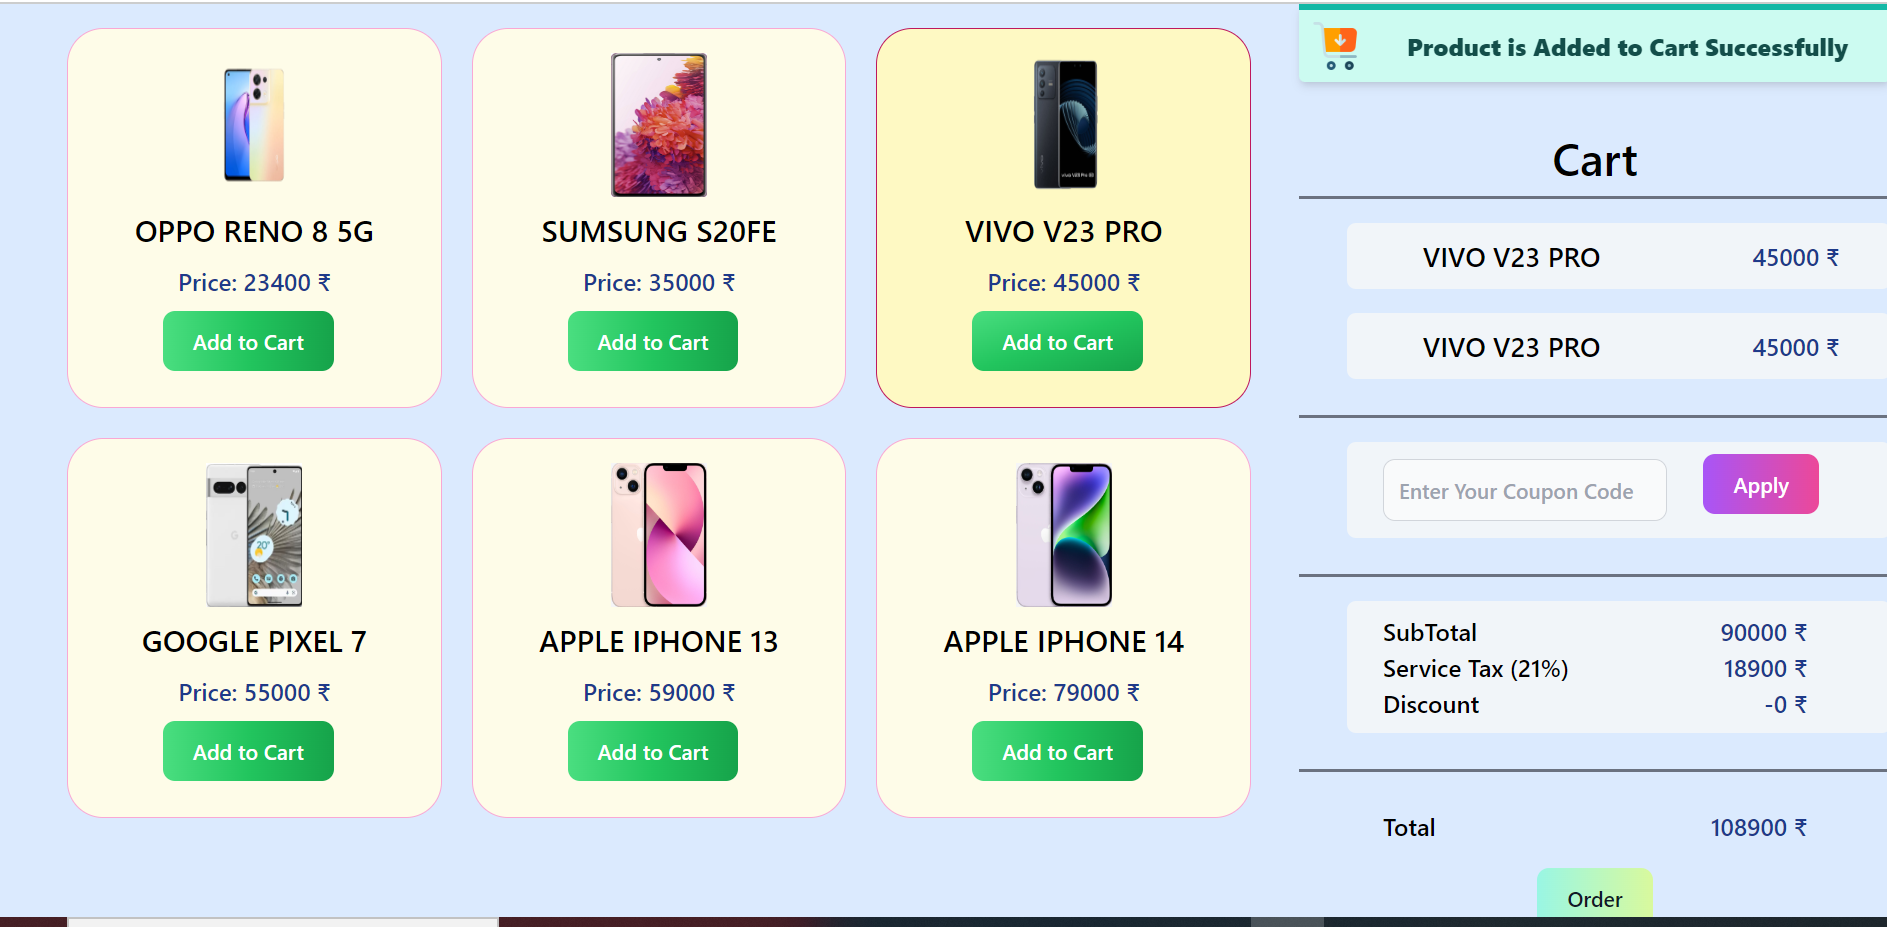 OPPO RENO 8 5G
Price: 23400 ₹
Add to Cart
SUMSUNG S20FE
Price: 35000 ₹
Add to Cart
VIVO V23 PRO
Price: 45000 ₹
Add to Cart
GOOGLE PIXEL 7
Price: 55000 ₹
Add to Cart
APPLE IPHONE 13
Price: 59000 ₹
Add to Cart
APPLE IPHONE 14
Price: 79000 ₹
Add to Cart
Product is Added to Cart Successfully
Cart
VIVO V23 PRO 45000 ₹
VIVO V23 PRO 45000 ₹
Enter Your Coupon Code Apply
SubTotal 90000 ₹
Service Tax (21%) 18900 ₹
Discount -0 ₹
Total 108900 ₹
Order